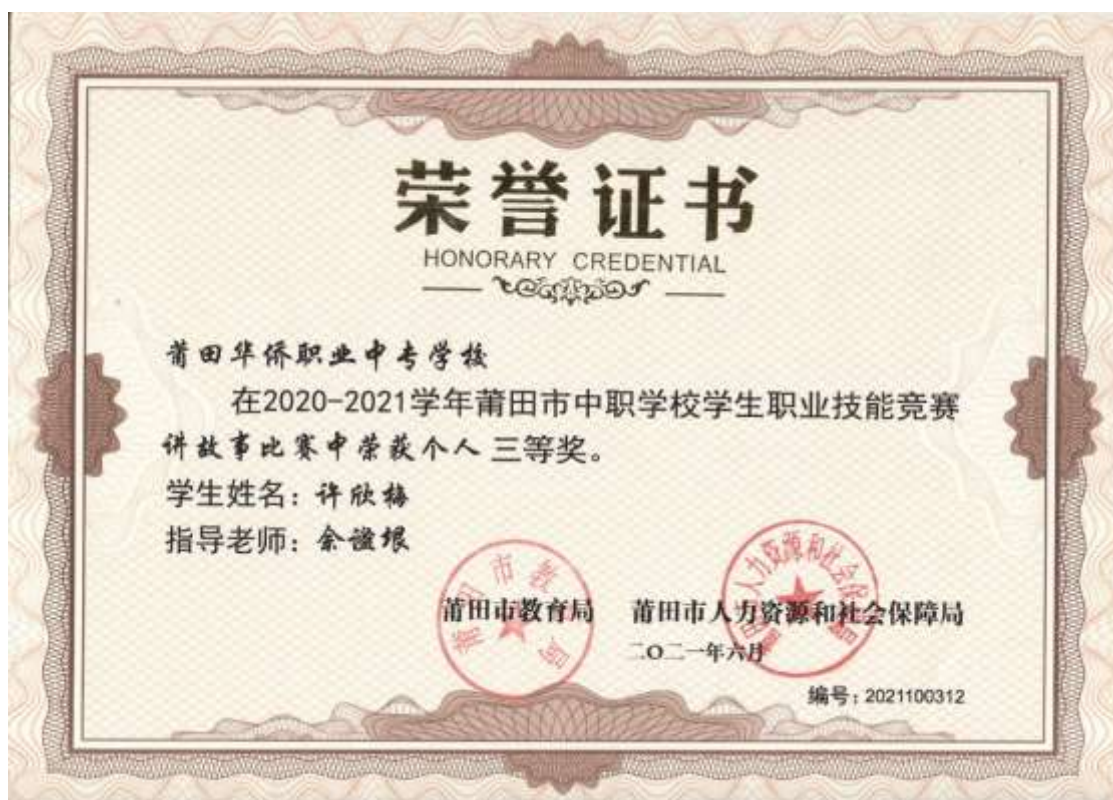 荣誉证书
HONORARY CREDENTIAL
莆田华侨职业中专学校
在2020-2021学年莆田市中职学校学生职业技能竞赛
讲故事比赛中荣获个人 三等奖。
学生姓名：许欣梅
指导老师：余谧垠
莆田市教育局 莆田市人力资源和社会保障局
二〇二一年六月
编号：2021100312